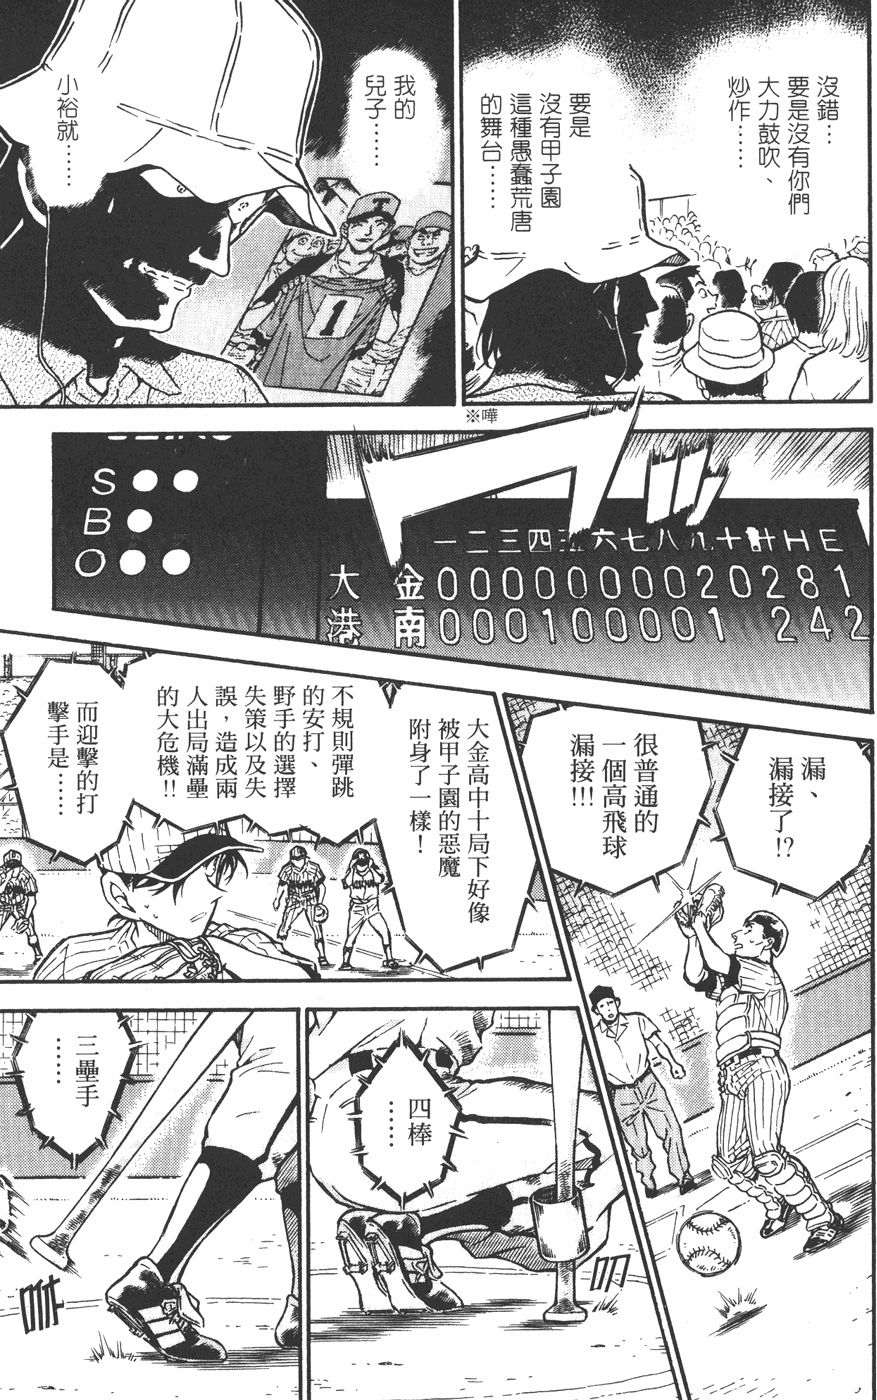 沒錯…
要是沒有你們
大力鼓吹、
炒作……
要是
沒有甲子園
這種愚蠢荒唐
的舞台……
※嘩
我的
兒子……
T
1
小裕就……
S
B
O
一二三四五六七八九十計HE
大金00000000020281
港南000100001 242
漏、
漏接了!?
很普通的
一個高飛球
漏接!!!
大金高中十局下好像
被甲子園的惡魔
附身了一樣！
不規則彈跳
的安打、
野手的選擇
失策以及失
誤，造成兩
人出局滿壘
的大危機!!
而迎擊的打
擊手是……
四棒
……
三壘手
……